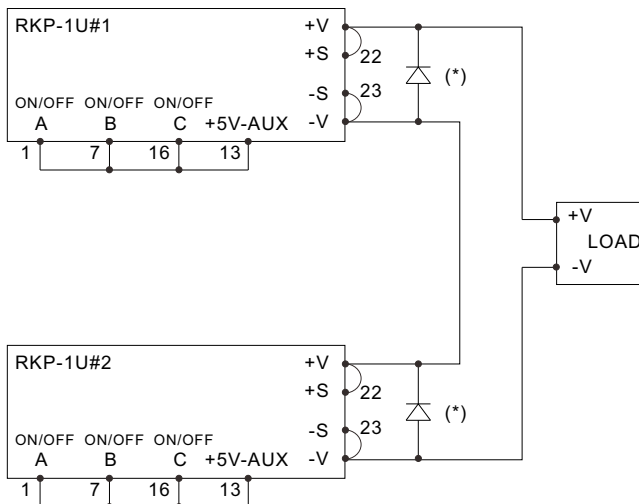 RKP-1U#1 +V
+S
22
(*)
-S
23
ON/OFF ON/OFF ON/OFF
A B C +5V-AUX -V
1 7 16 13
+V
LOAD
-V
RKP-1U#2 +V
+S
22
(*)
-S
23
ON/OFF ON/OFF ON/OFF
A B C +5V-AUX -V
1 7 16 13